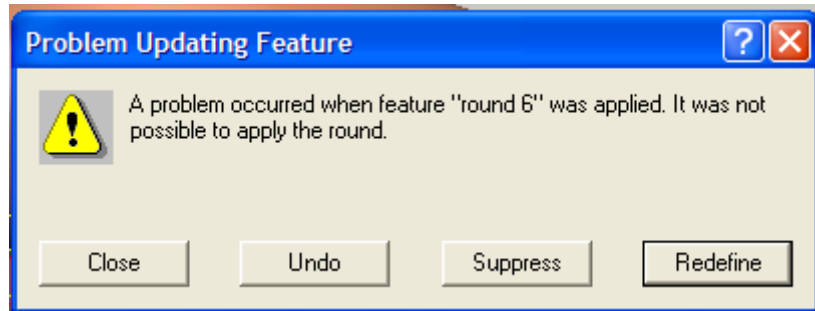 Problem Updating Feature
A problem occurred when feature "round 6" was applied. It was not
possible to apply the round.
Close Undo Suppress Redefine